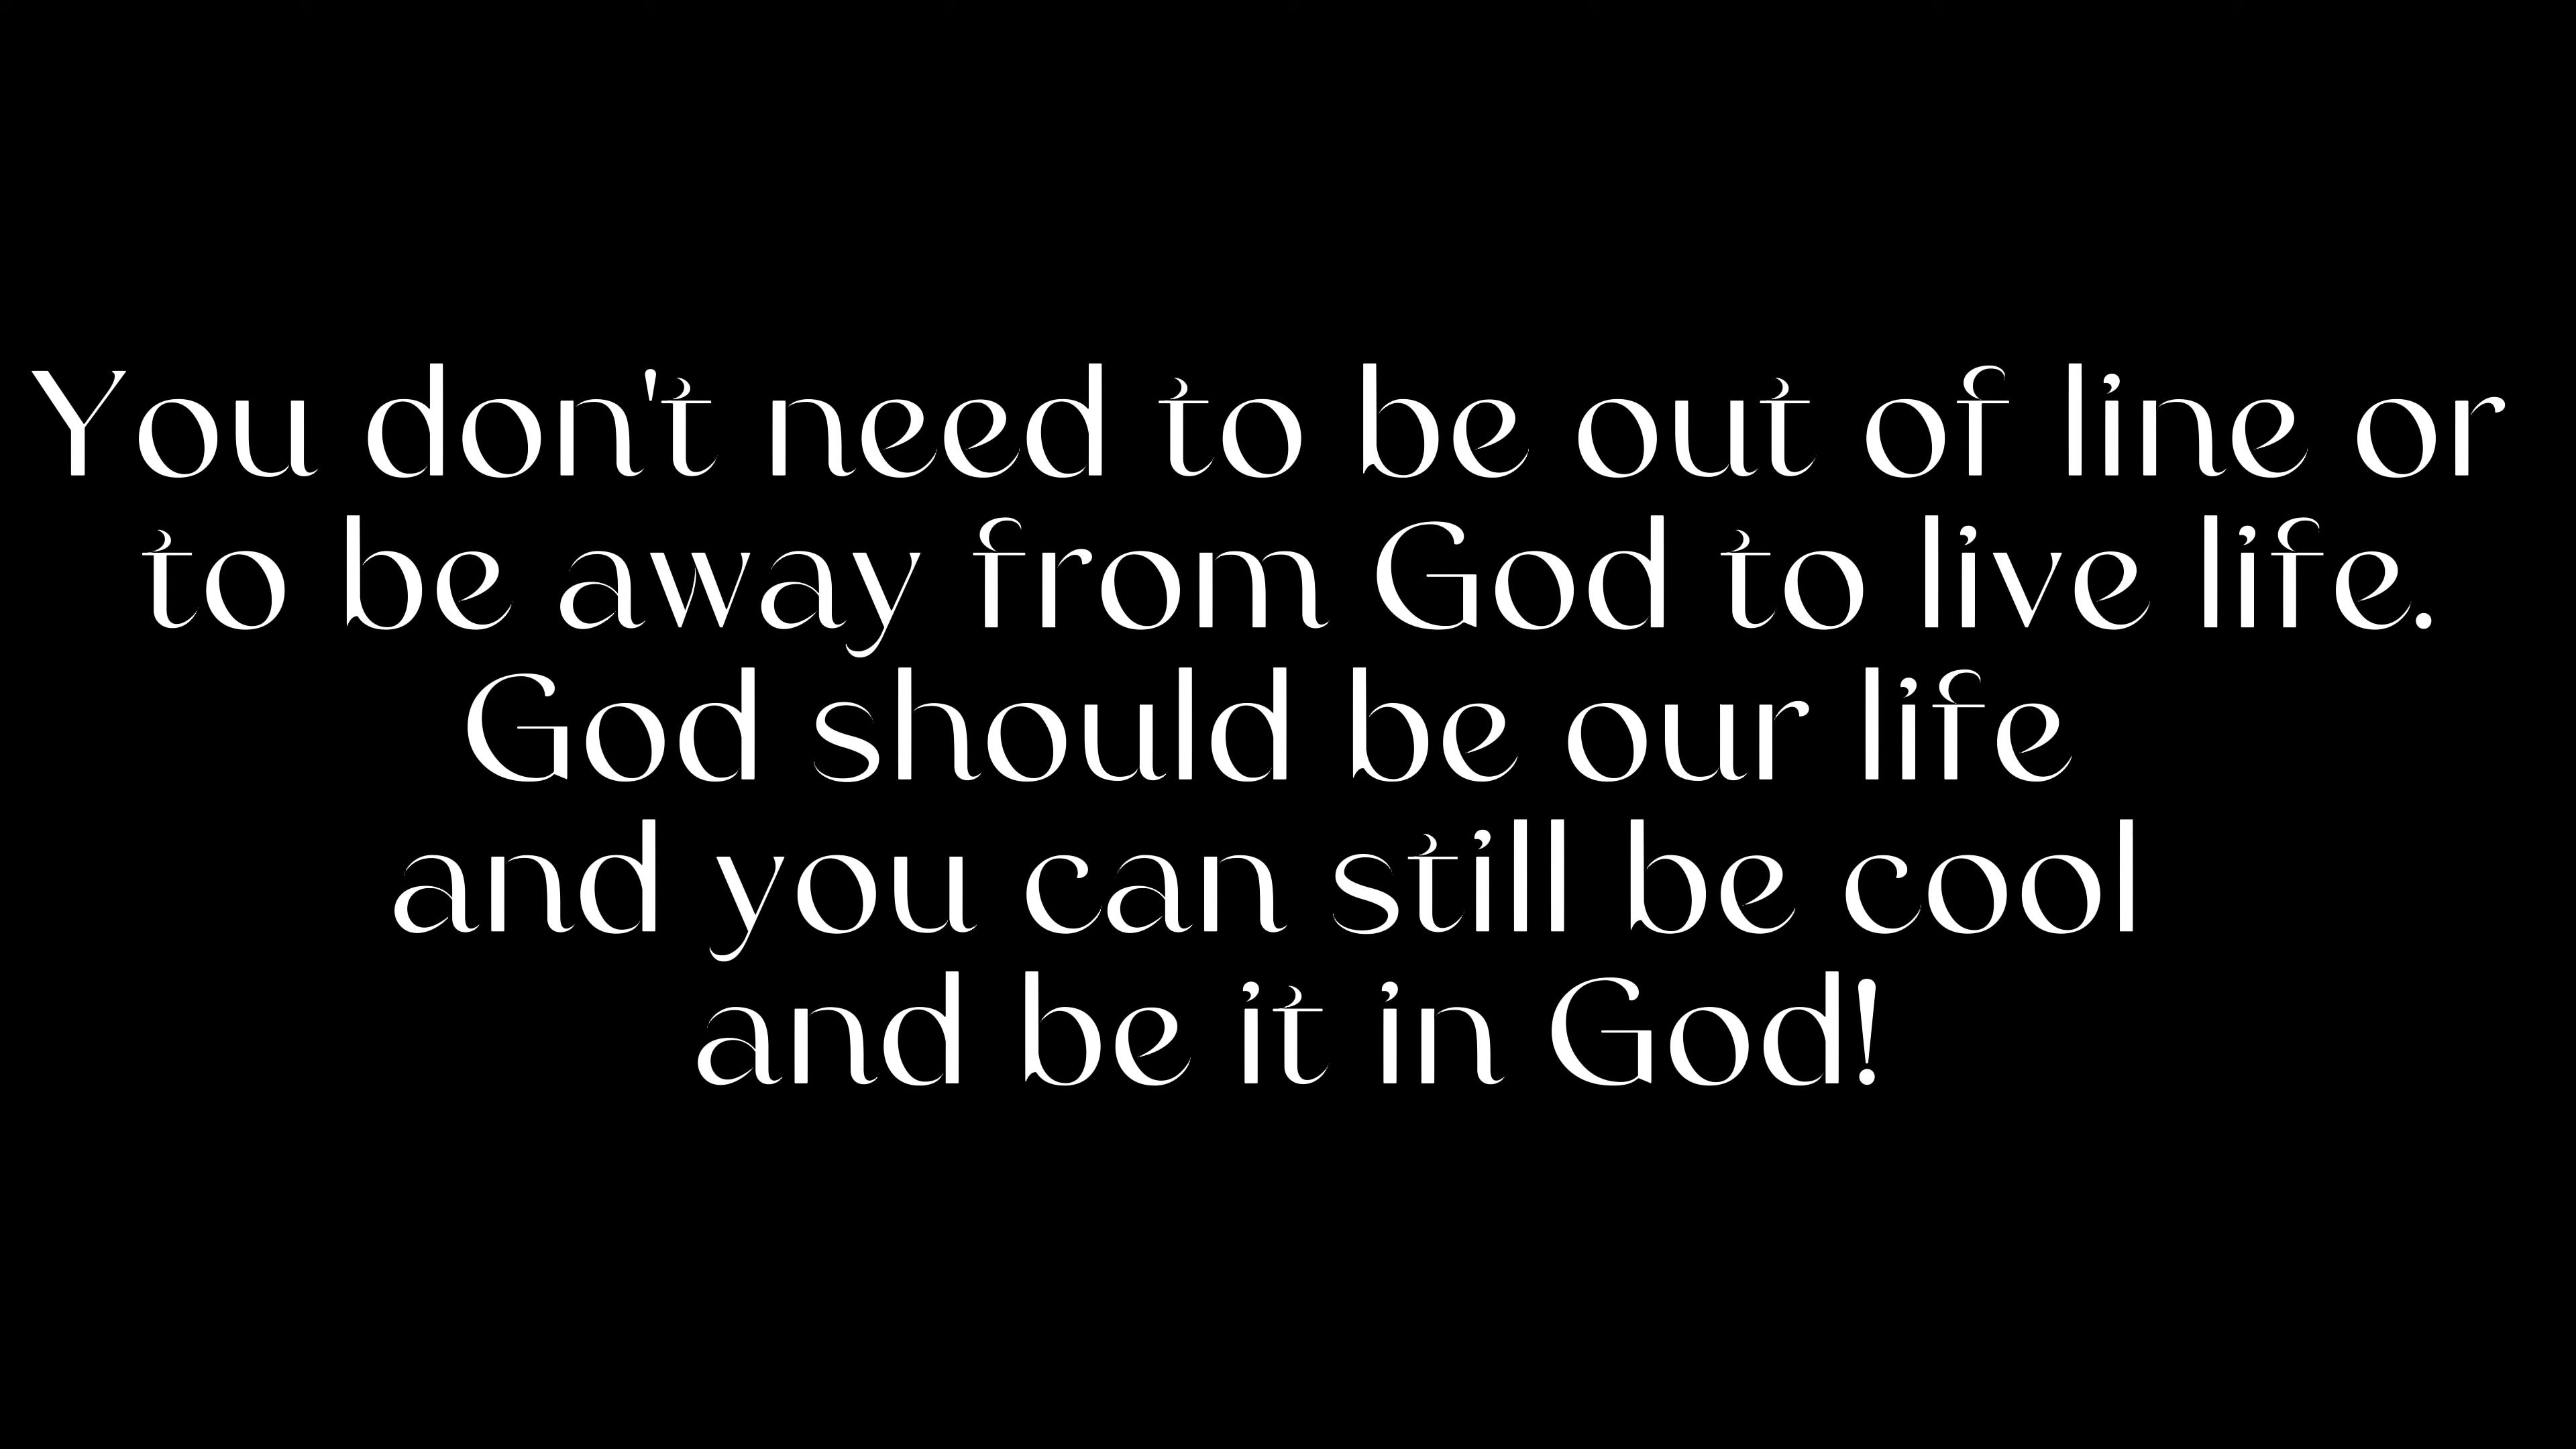 You don't need to be out of line or
to be away from God to live life.
God should be our life
and you can still be cool
and be it in God!